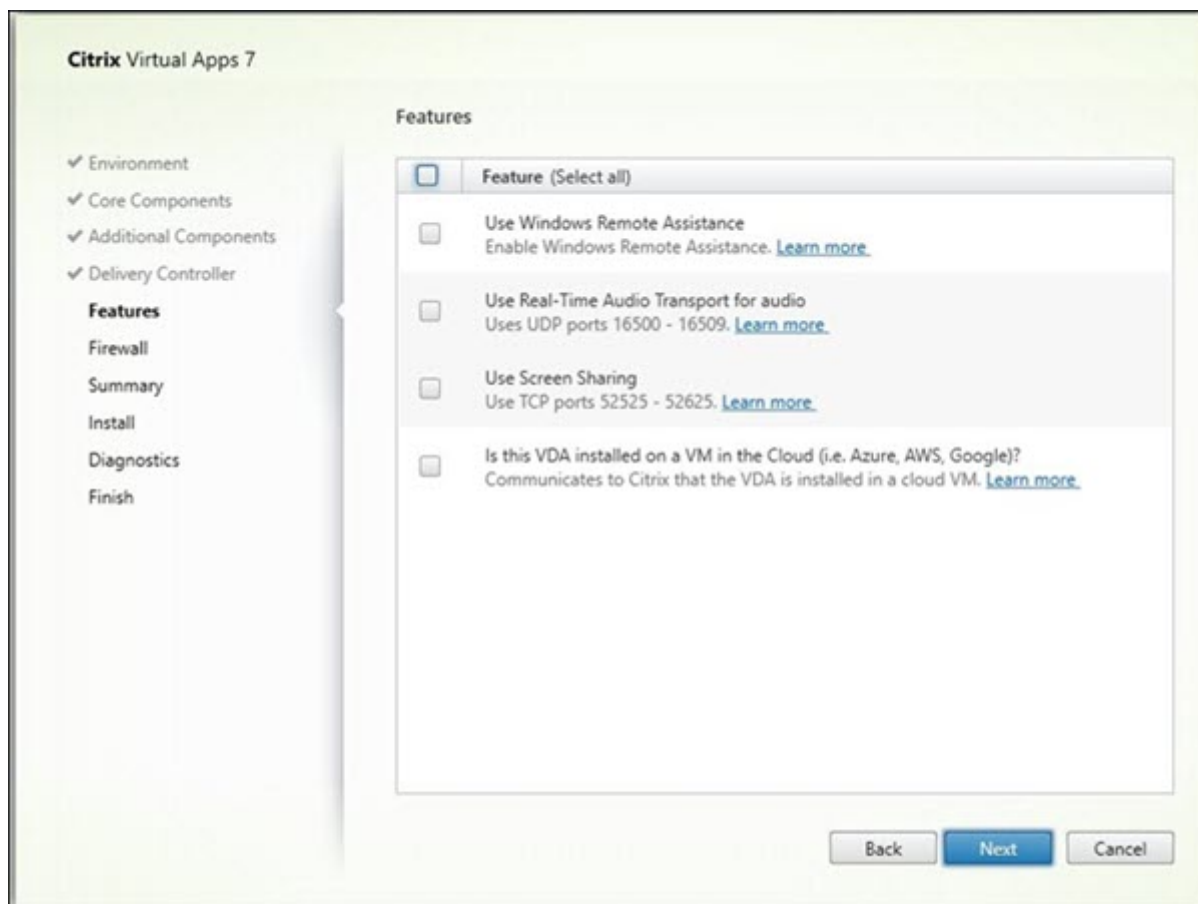 Citrix Virtual Apps 7
Features
✔ Environment
✔ Core Components
✔ Additional Components
✔ Delivery Controller
Features
Firewall
Summary
Install
Diagnostics
Finish
Feature (Select all)
Use Windows Remote Assistance
Enable Windows Remote Assistance. Learn more
Use Real-Time Audio Transport for audio
Uses UDP ports 16500 - 16509. Learn more
Use Screen Sharing
Use TCP ports 52525 - 52625. Learn more
Is this VDA installed on a VM in the Cloud (i.e. Azure, AWS, Google)?
Communicates to Citrix that the VDA is installed in a cloud VM. Learn more
Back Next Cancel